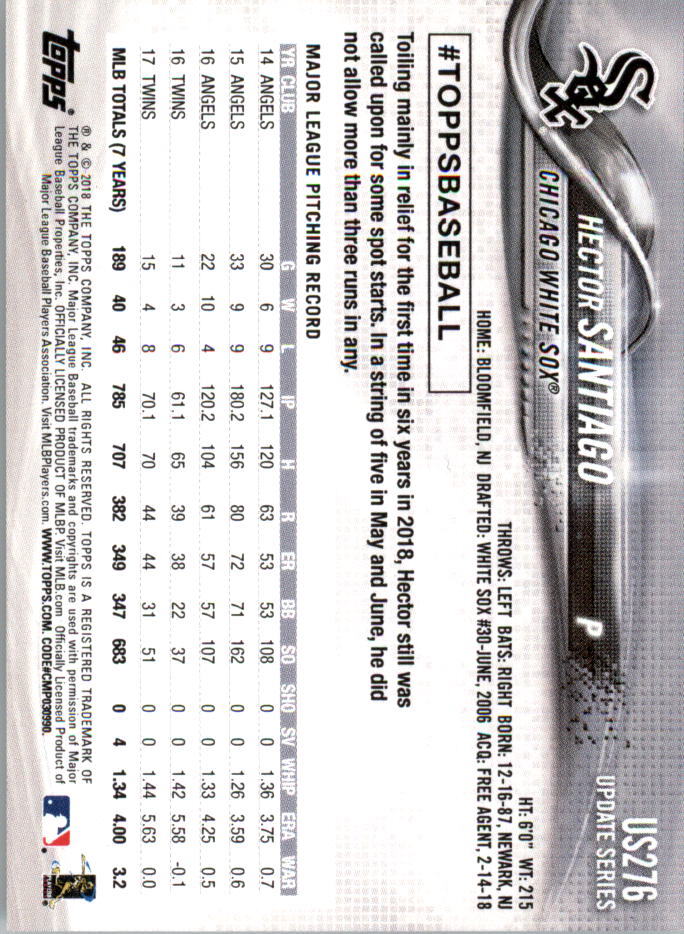 US276
UPDATE SERIES
HECTOR SANTIAGO P
CHICAGO WHITE SOX®
HT: 6'0" WT: 215
THROWS: LEFT BATS: RIGHT BORN: 12-16-87, NEWARK, NJ
HOME: BLOOMFIELD, NJ DRAFTED: WHITE SOX #30-JUNE, 2006 ACQ: FREE AGENT, 2-14-18
#TOPPSBASEBALL
Toiling mainly in relief for the first time in six years in 2018, Hector still was
called upon for some spot starts. In a string of five in May and June, he did
not allow more than three runs in any.
MAJOR LEAGUE PITCHING RECORD
YR CLUB G W L IP H R ER BB SO SHO SV WHIP ERA WAR
14 ANGELS 30 6 9 127.1 120 63 53 53 108 0 0 1.36 3.75 0.7
15 ANGELS 33 9 9 180.2 156 80 72 71 162 0 0 1.26 3.59 0.6
16 ANGELS 22 10 4 120.2 104 61 57 57 107 0 0 1.33 4.25 0.5
16 TWINS 11 3 6 61.1 65 39 38 22 37 0 0 1.42 5.58 -0.1
17 TWINS 15 4 8 70.1 70 44 44 31 51 0 0 1.44 5.63 0.0
MLB TOTALS (7 YEARS) 189 40 46 785 707 382 349 347 683 0 4 1.34 4.00 3.2
topps®
® & © 2018 THE TOPPS COMPANY, INC. ALL RIGHTS RESERVED. TOPPS IS A REGISTERED TRADEMARK OF
THE TOPPS COMPANY, INC. Major League Baseball trademarks and copyrights are used with permission of Major
League Baseball Properties, Inc. OFFICIALLY LICENSED PRODUCT OF MLBP Visit MLB.com Officially Licensed Product of
Major League Baseball Players Association. Visit MLBPlayers.com. WWW.TOPPS.COM. CODE#CMP030990.